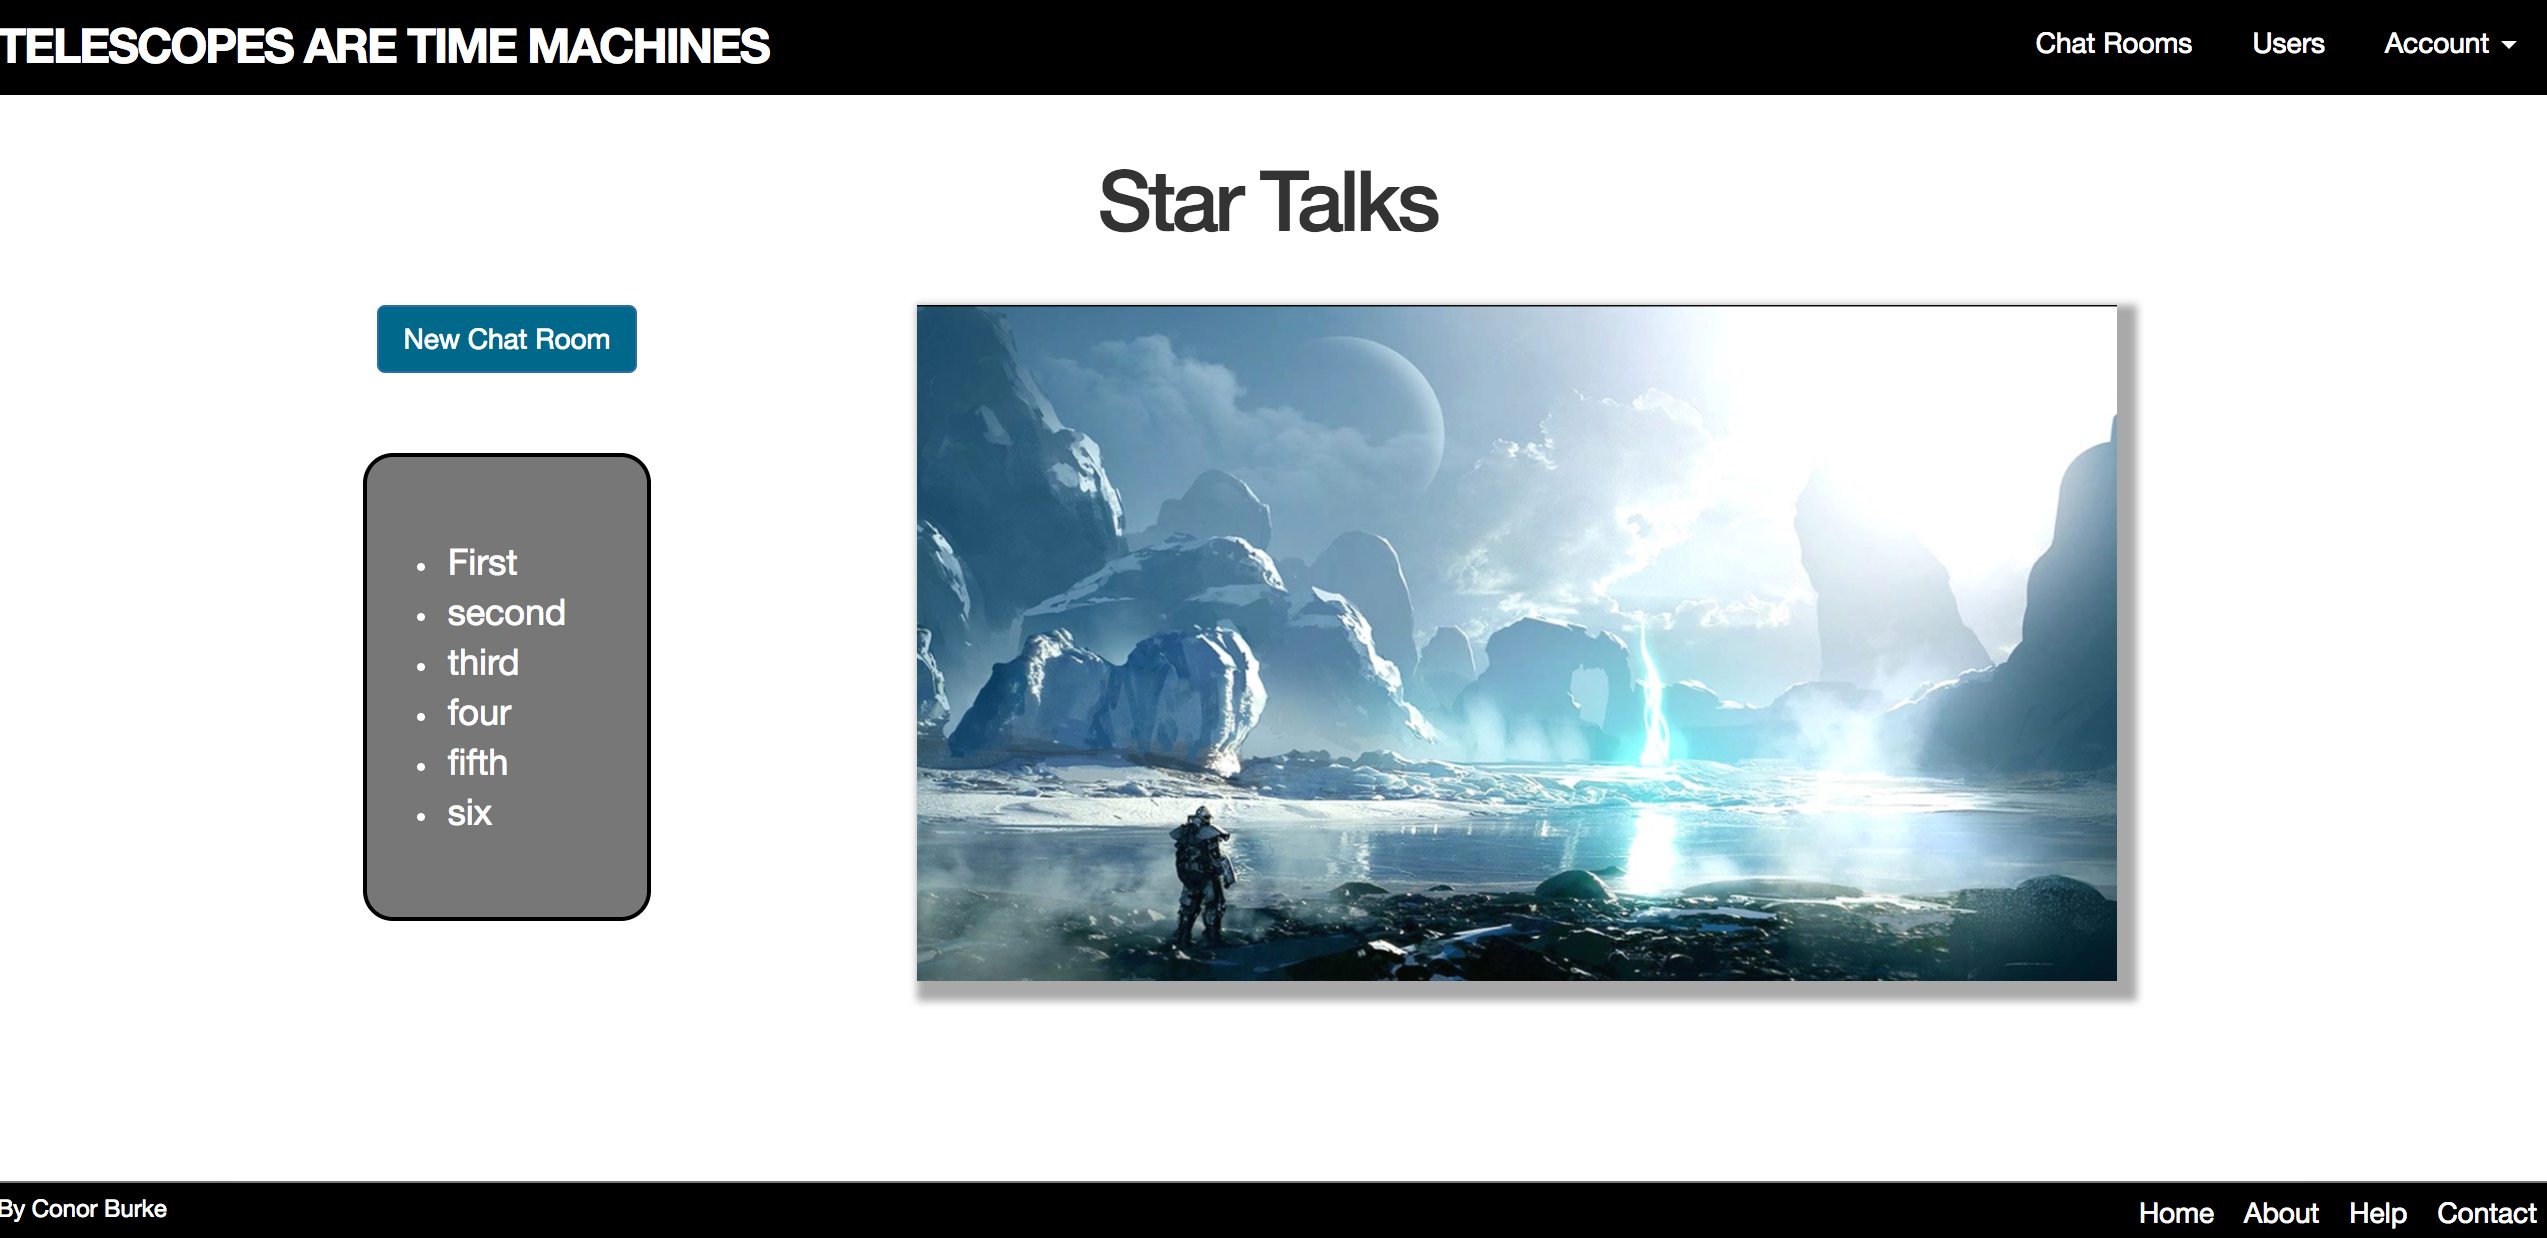 TELESCOPES ARE TIME MACHINES
Chat Rooms Users Account
Star Talks
New Chat Room
First
second
third
four
fifth
six
By Conor Burke
Home About Help Contact